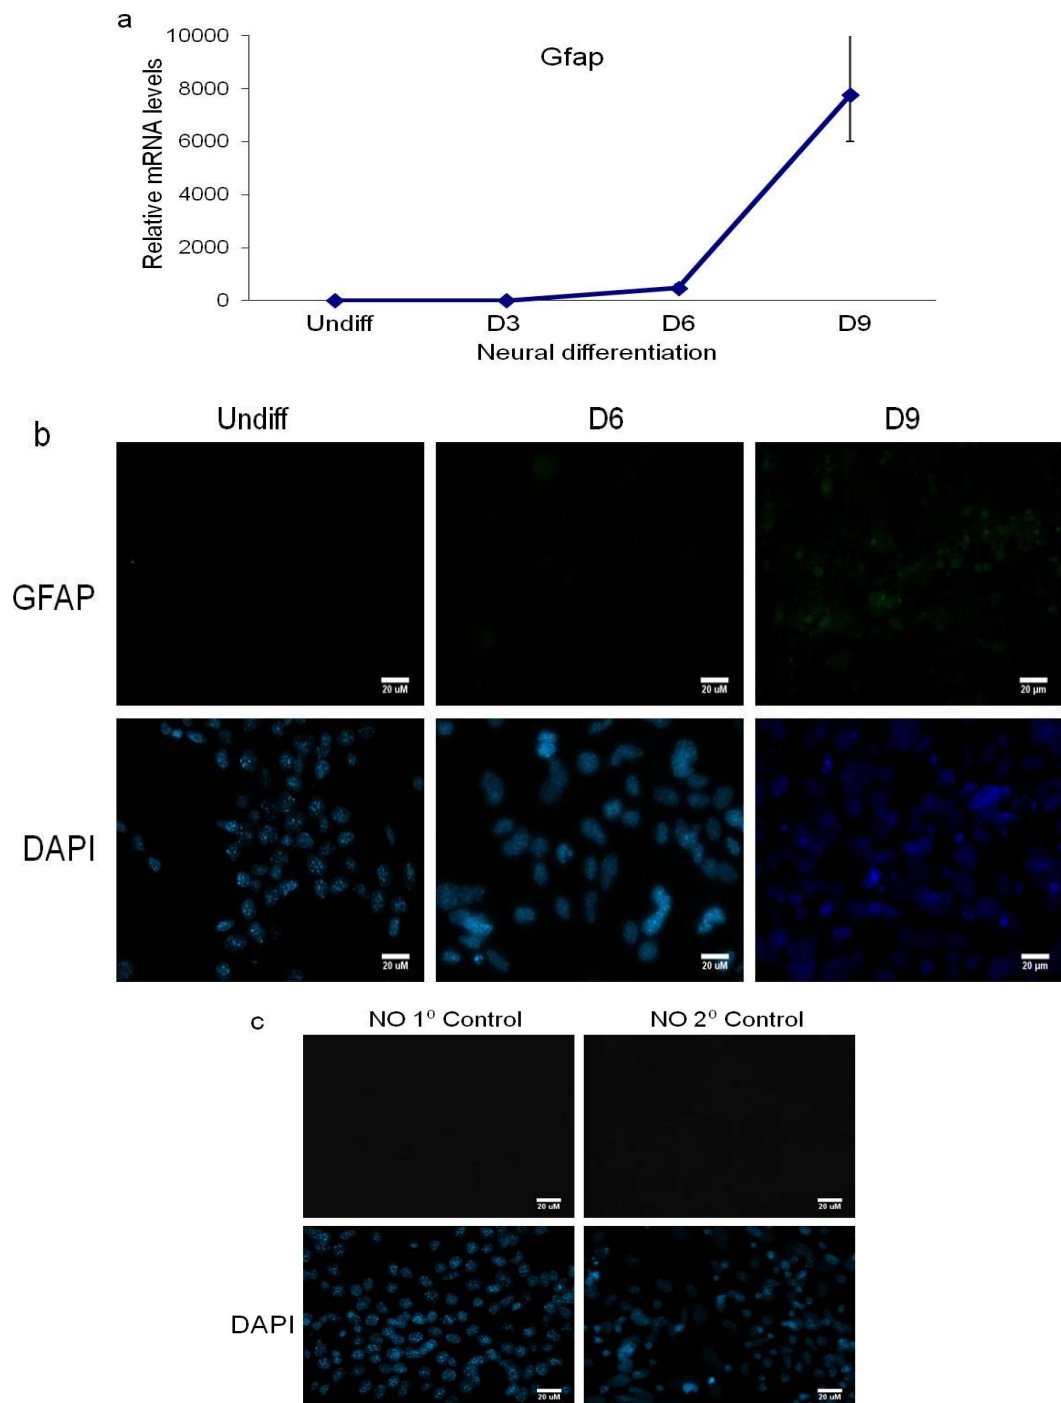 a
Gfap
Relative mRNA levels
10000
8000
6000
4000
2000
0
Undiff D3 D6 D9
Neural differentiation
b
Undiff D6 D9
GFAP
20 uM 20 uM 20 µm
DAPI
20 uM 20 uM 20 µm
c
NO 1⁰ Control NO 2⁰ Control
20 uM 20 uM
DAPI
20 uM 20 uM